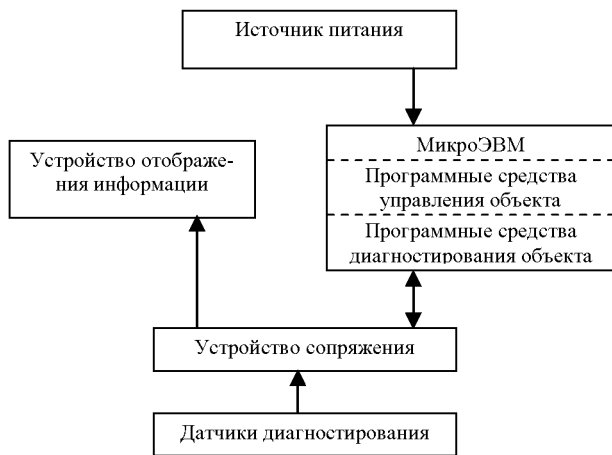 Источник питания
МикроЭВМ
Программные средства
управления объекта
Программные средства
диагностирования объекта
Устройство отображе-
ния информации
Устройство сопряжения
Датчики диагностирования